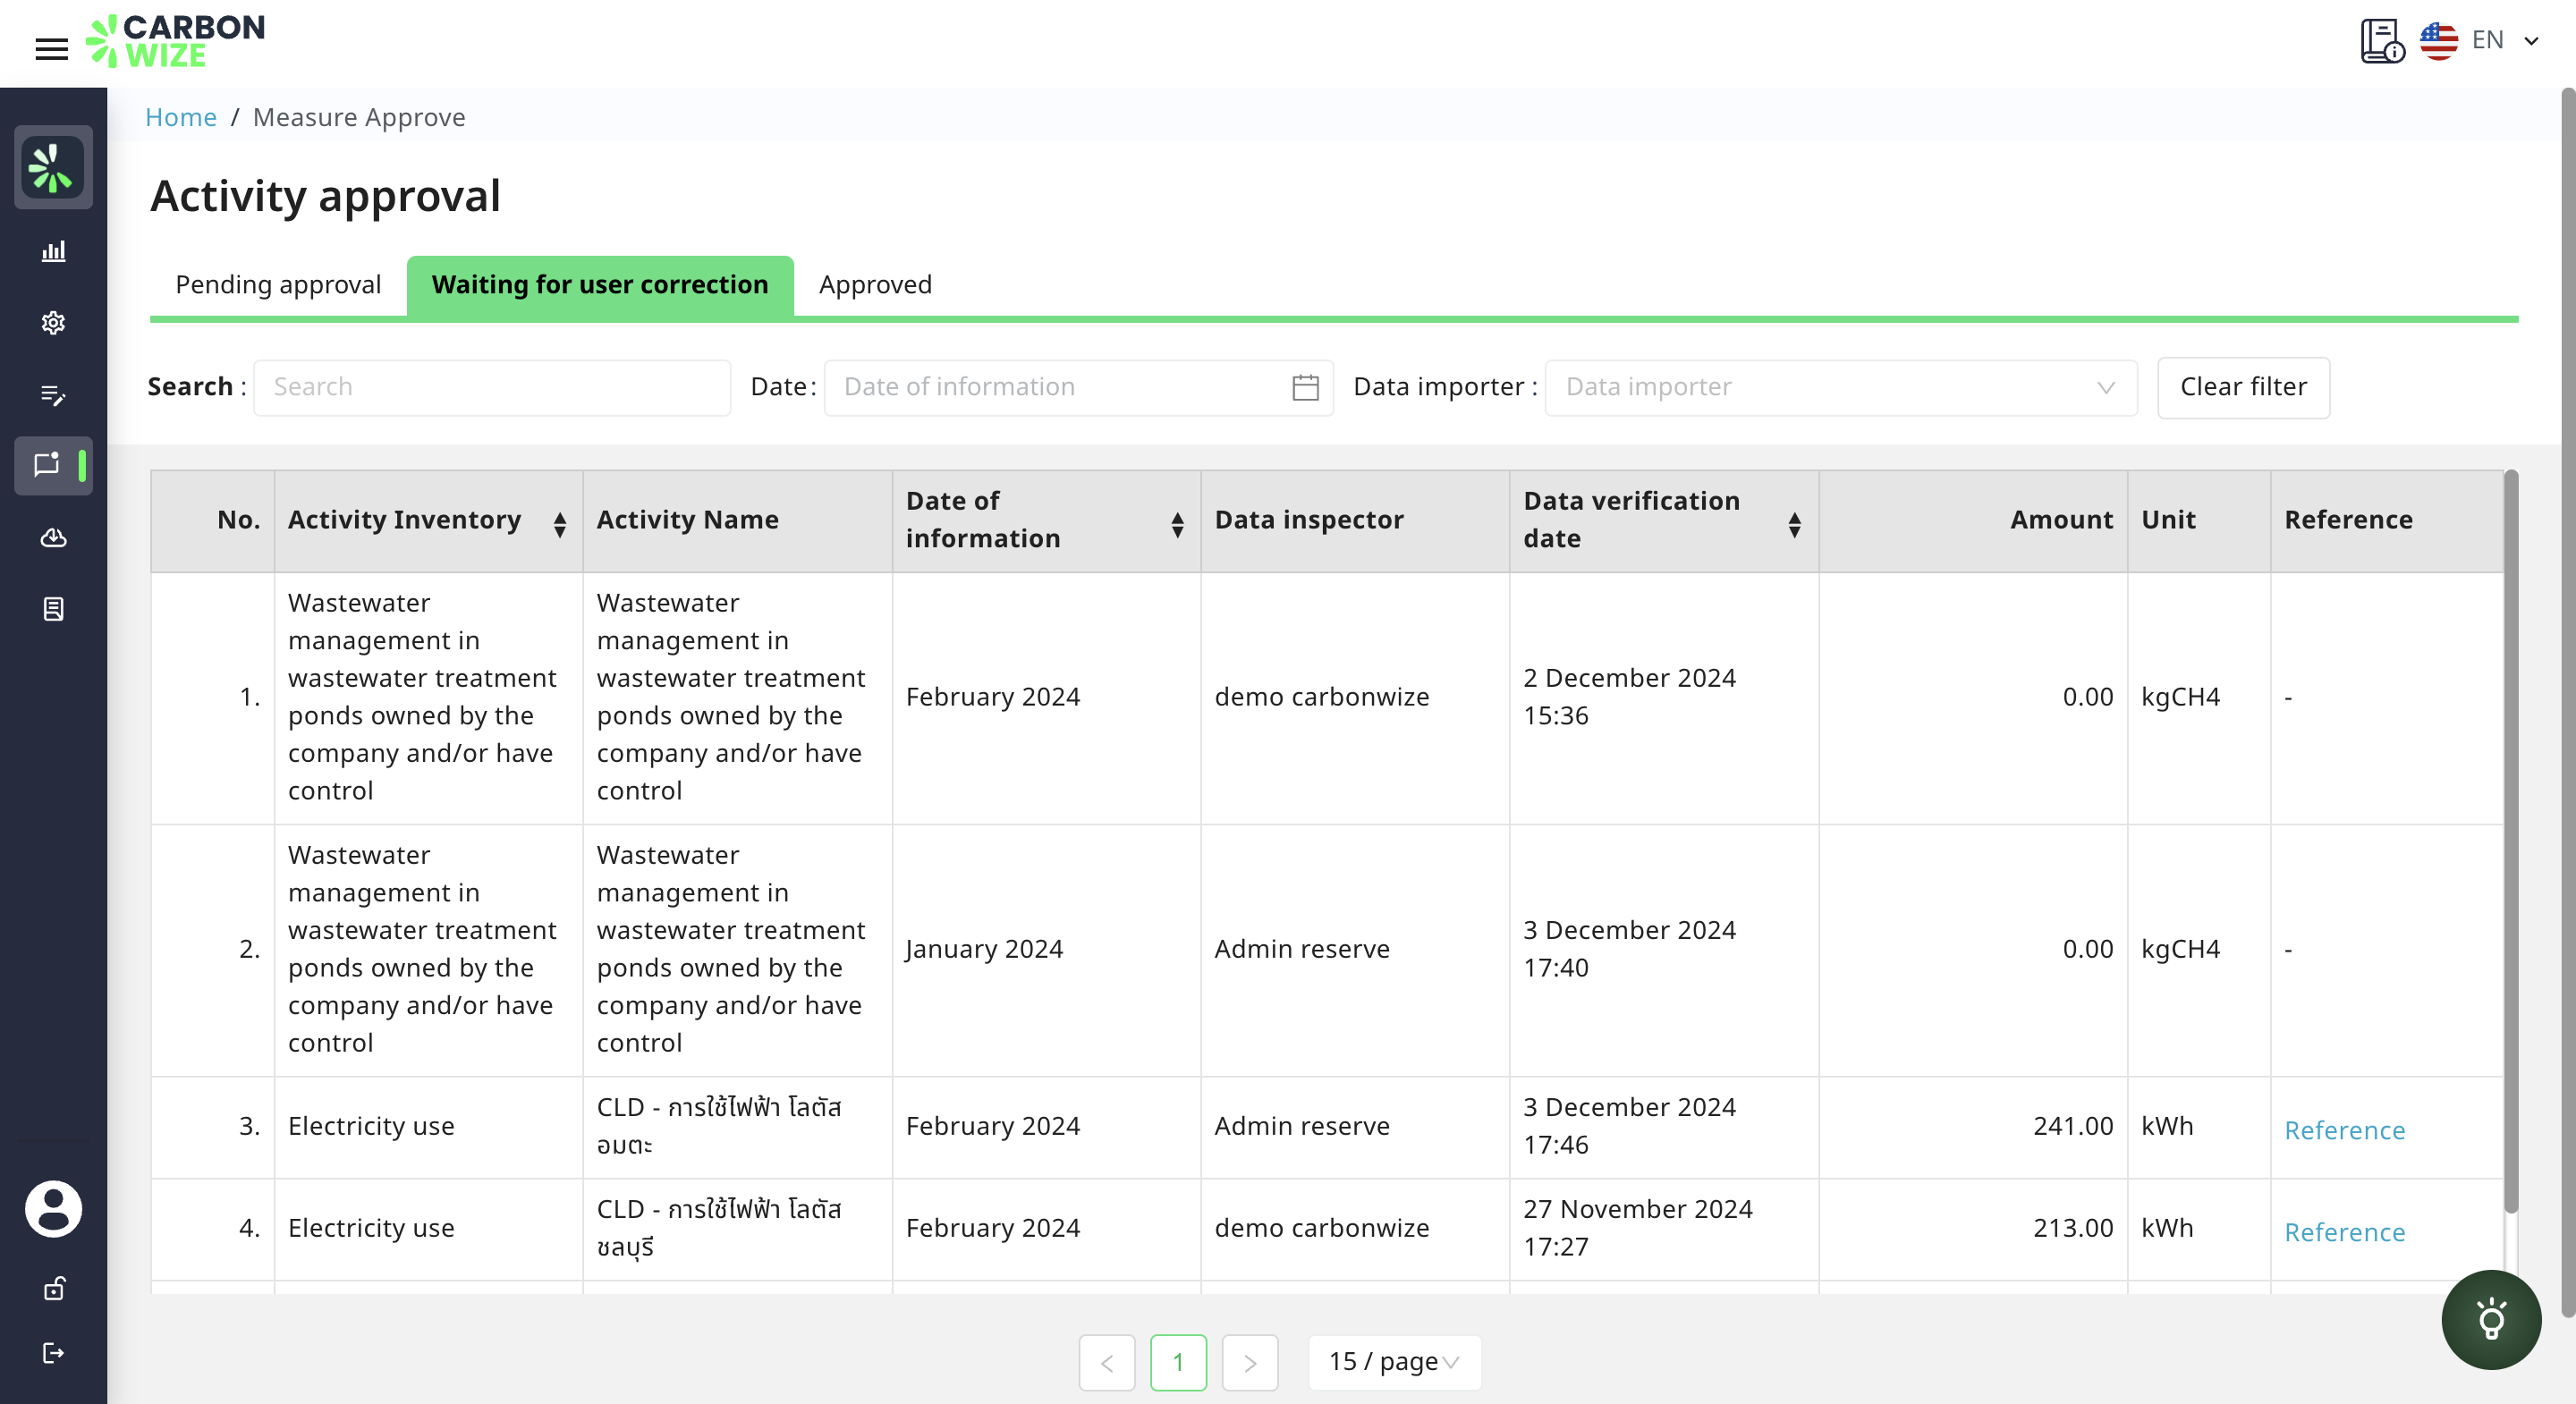 CARBON
WIZE
EN
Home / Measure Approve
Activity approval
Pending approval
Waiting for user correction
Approved
Search :
Search
Date :
Date of information
Data importer :
Data importer
Clear filter
No.
Activity Inventory
Activity Name
Date of
information
Data inspector
Data verification
date
Amount
Unit
Reference
1.
Wastewater
management in
wastewater treatment
ponds owned by the
company and/or have
control
Wastewater
management in
wastewater treatment
ponds owned by the
company and/or have
control
February 2024
demo carbonwize
2 December 2024
15:36
0.00
kgCH4
-
2.
Wastewater
management in
wastewater treatment
ponds owned by the
company and/or have
control
Wastewater
management in
wastewater treatment
ponds owned by the
company and/or have
control
January 2024
Admin reserve
3 December 2024
17:40
0.00
kgCH4
-
3.
Electricity use
CLD - การใช้ไฟฟ้า โลตัส
อมตะ
February 2024
Admin reserve
3 December 2024
17:46
241.00
kWh
Reference
4.
Electricity use
CLD - การใช้ไฟฟ้า โลตัส
ชลบุรี
February 2024
demo carbonwize
27 November 2024
17:27
213.00
kWh
Reference
1
15 / page